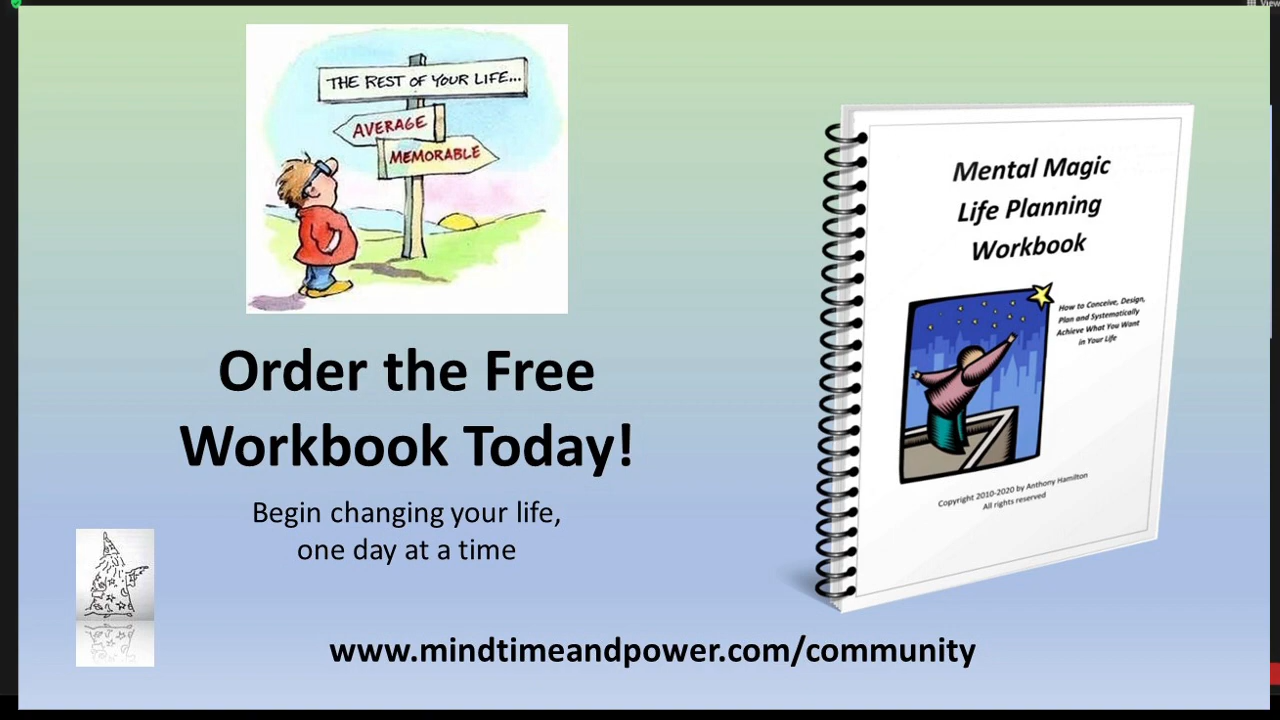 View
THE REST OF YOUR LIFE...
AVERAGE
MEMORABLE
Order the Free
Workbook Today!
Begin changing your life,
one day at a time
Mental Magic
Life Planning
Workbook
How to Conceive, Design,
Plan and Systematically
Achieve What You Want
in Your Life
Copyright 2010-2020 by Anthony Hamilton
All rights reserved
www.mindtimeandpower.com/community